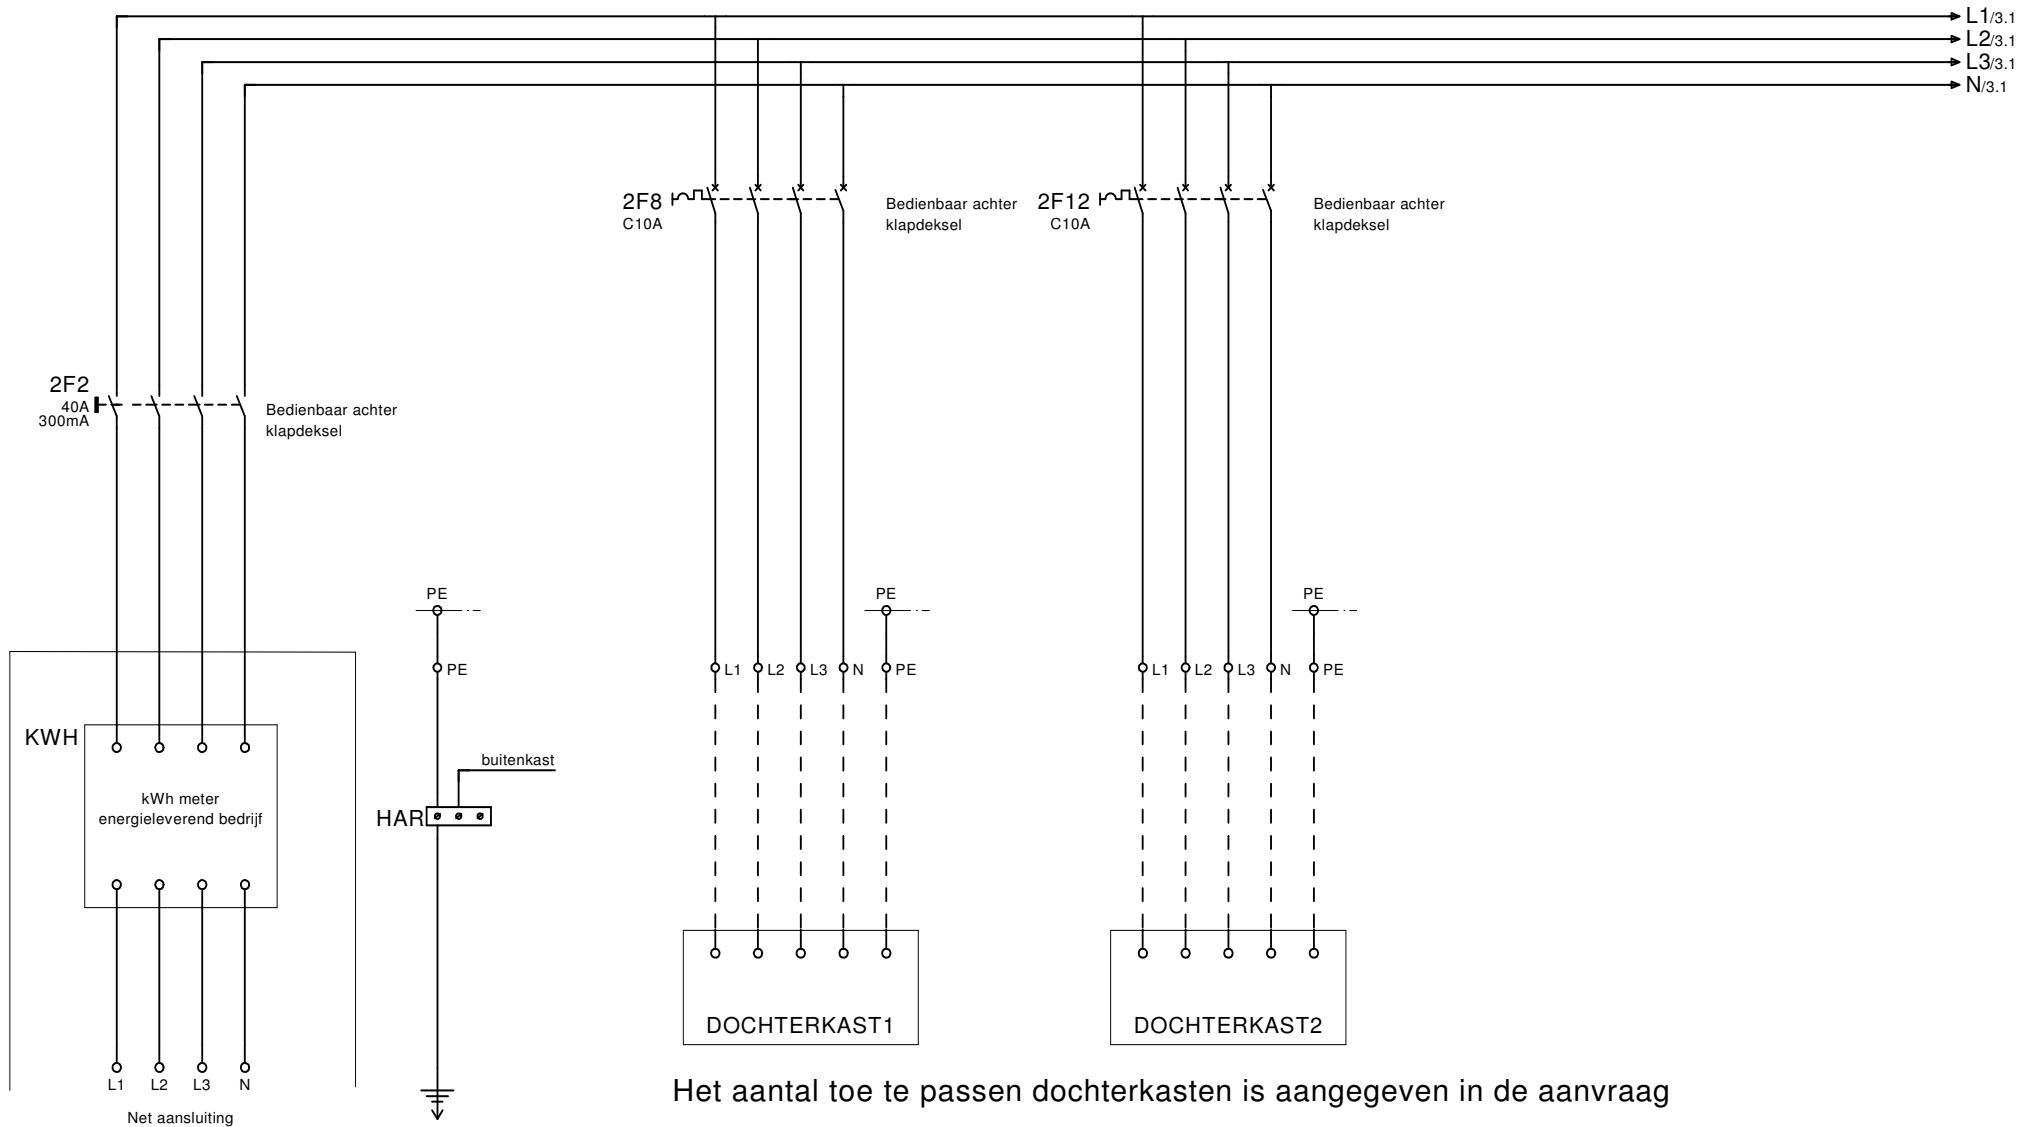 L1/3.1
L2/3.1
L3/3.1
N/3.1
2F8
C10A
Bedienbaar achter
klapdeksel
2F12
C10A
Bedienbaar achter
klapdeksel
2F2
40A
300mA
Bedienbaar achter
klapdeksel
PE
PE
PE
PE
L1 L2 L3 N PE
L1 L2 L3 N PE
KWH
kWh meter
energieleverend bedrijf
buitenkast
HAR
DOCHTERKAST1
DOCHTERKAST2
L1 L2 L3 N
Net aansluiting
Het aantal toe te passen dochterkasten is aangegeven in de aanvraag